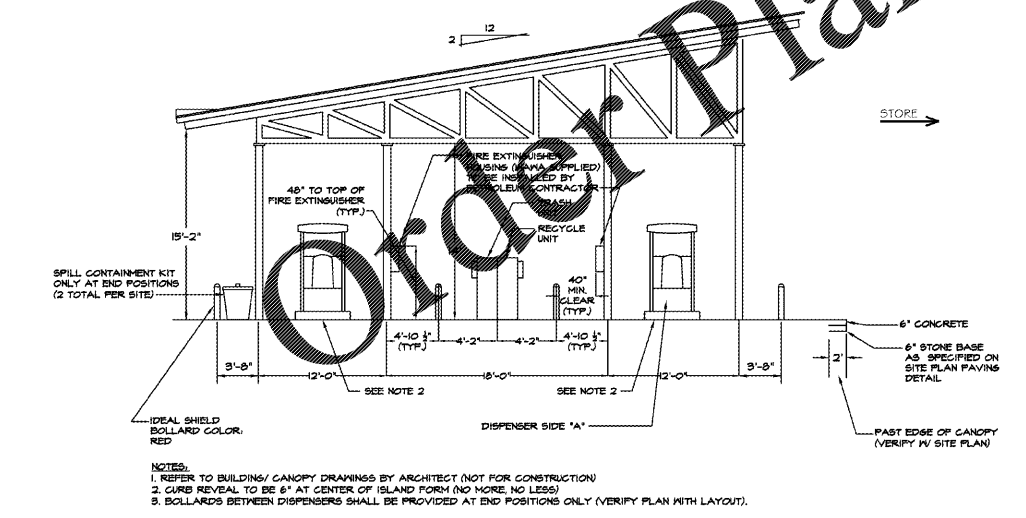 Order Pla
12
2
STORE
FIRE EXTINGUISHER
HOUSING (WAWA SUPPLIED)
TO BE INSTALLED BY
PETROLEUM CONTRACTOR
48" TO TOP OF
FIRE EXTINGUISHER
(TYP.)
TRASH
UNIT
RECYCLE
UNIT
15'-2"
SPILL CONTAINMENT KIT
ONLY AT END POSITIONS
(2 TOTAL PER SITE)
40"
MIN.
CLEAR
(TYP.)
6" CONCRETE
6" STONE BASE
AS SPECIFIED ON
SITE PLAN PAVING
DETAIL
4'-10 ½"
(TYP.)
4'-2"
4'-2"
4'-10 ½"
(TYP.)
2'
3'-8"
12'-0"
18'-0"
12'-0"
3'-8"
SEE NOTE 2
SEE NOTE 2
IDEAL SHIELD
BOLLARD COLOR:
RED
DISPENSER SIDE "A"
PAST EDGE OF CANOPY
(VERIFY W/ SITE PLAN)
NOTES:
1. REFER TO BUILDING/ CANOPY DRAWINGS BY ARCHITECT (NOT FOR CONSTRUCTION)
2. CURB REVEAL TO BE 6" AT CENTER OF ISLAND FORM (NO MORE, NO LESS)
3. BOLLARDS BETWEEN DISPENSERS SHALL BE PROVIDED AT END POSITIONS ONLY (VERIFY PLAN WITH LAYOUT).